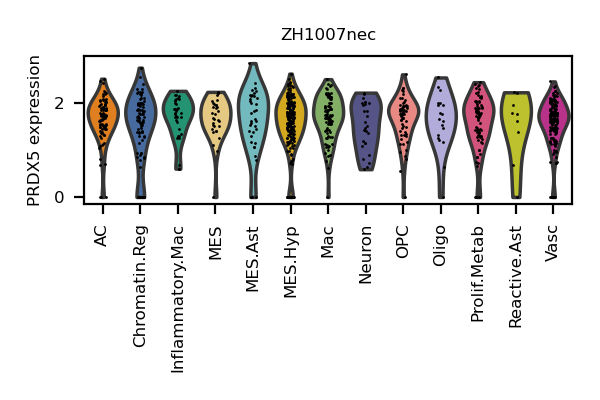 ZH1007nec
PRDX5 expression
2
0
AC
Chromatin.Reg
Inflammatory.Mac
MES
MES.Ast
MES.Hyp
Mac
Neuron
OPC
Oligo
Prolif.Metab
Reactive.Ast
Vasc